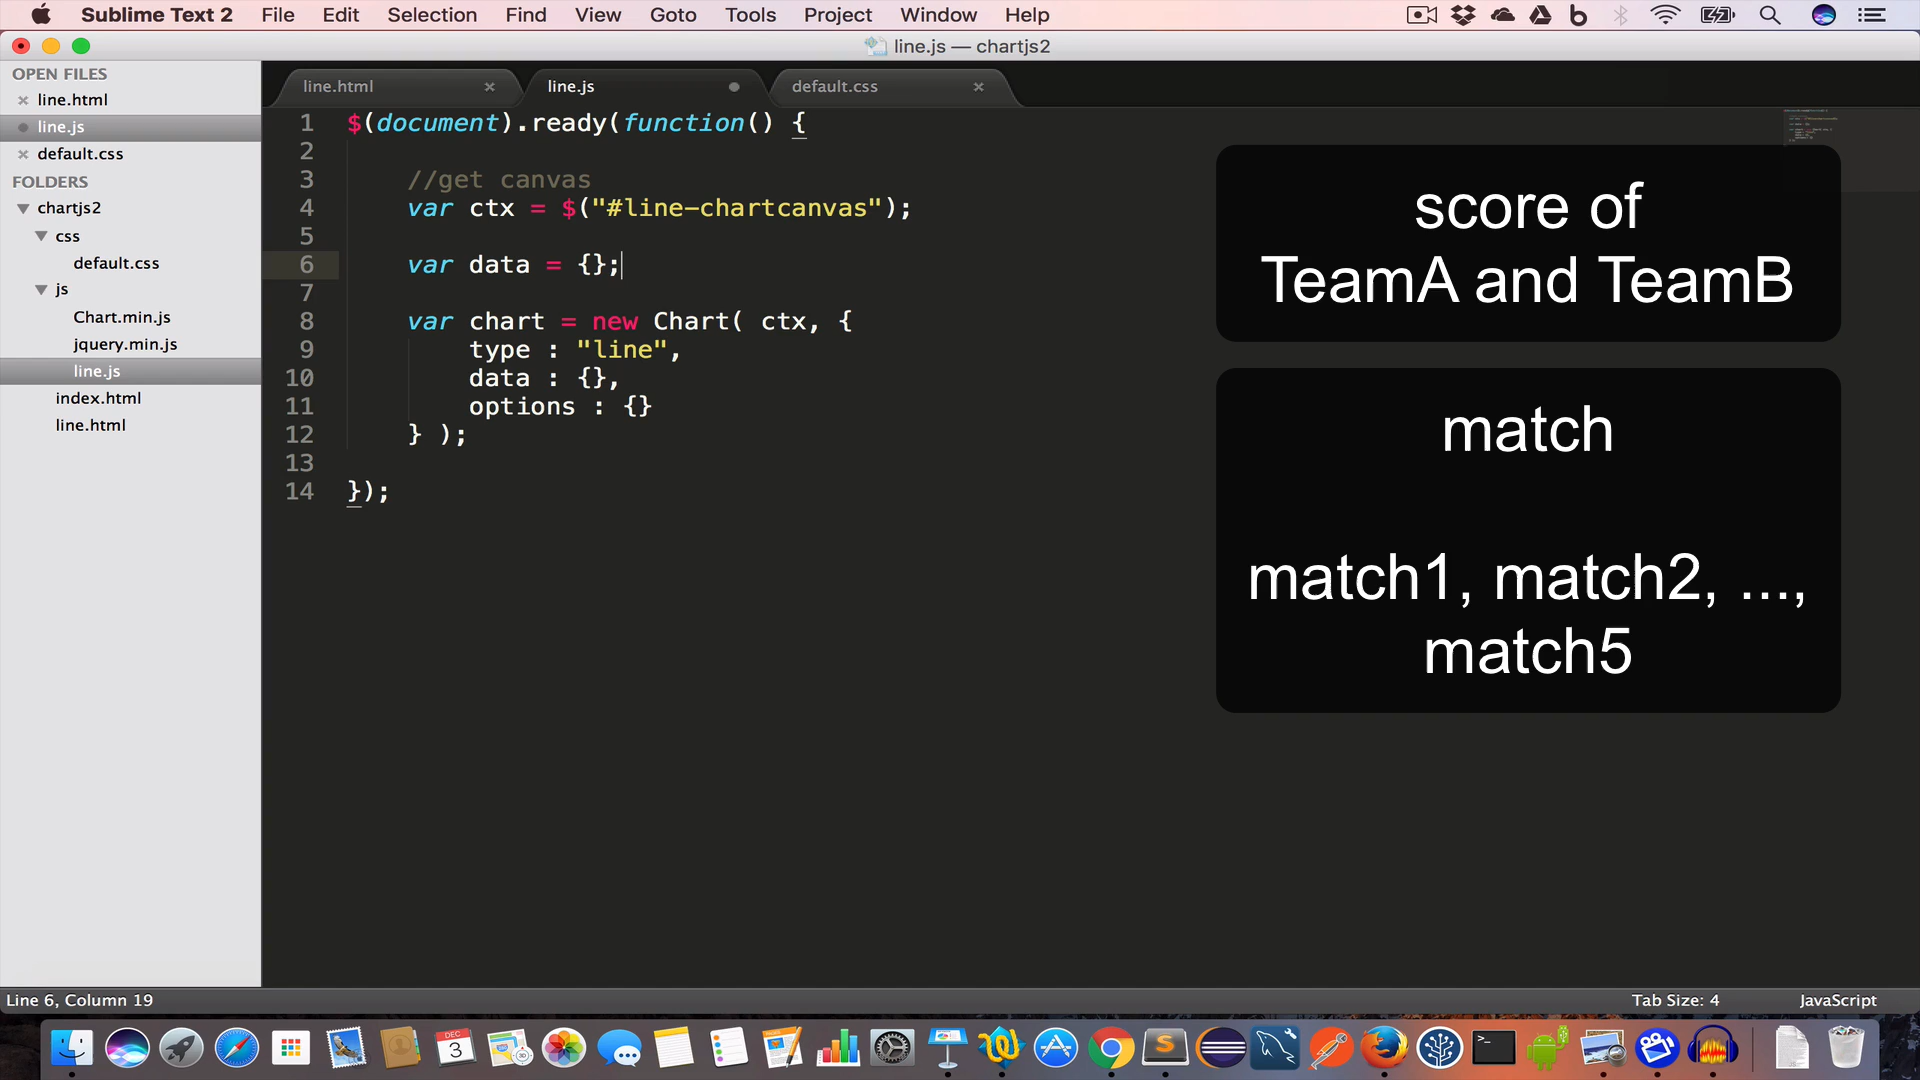 Sublime Text 2 File Edit Selection Find View Goto Tools Project Window Help
line.js — chartjs2
OPEN FILES
line.html
line.js
default.css
FOLDERS
chartjs2
css
default.css
js
Chart.min.js
jquery.min.js
line.js
index.html
line.html
line.html line.js default.css
1 $(document).ready(function() {
2
3 //get canvas
4 var ctx = $("#line-chartcanvas");
5
6 var data = {};
7
8 var chart = new Chart( ctx, {
9 type : "line",
10 data : {},
11 options : {}
12 } );
13
14 });
score of
TeamA and TeamB
match
match1, match2, ...,
match5
Line 6, Column 19 Tab Size: 4 JavaScript
DEC
3